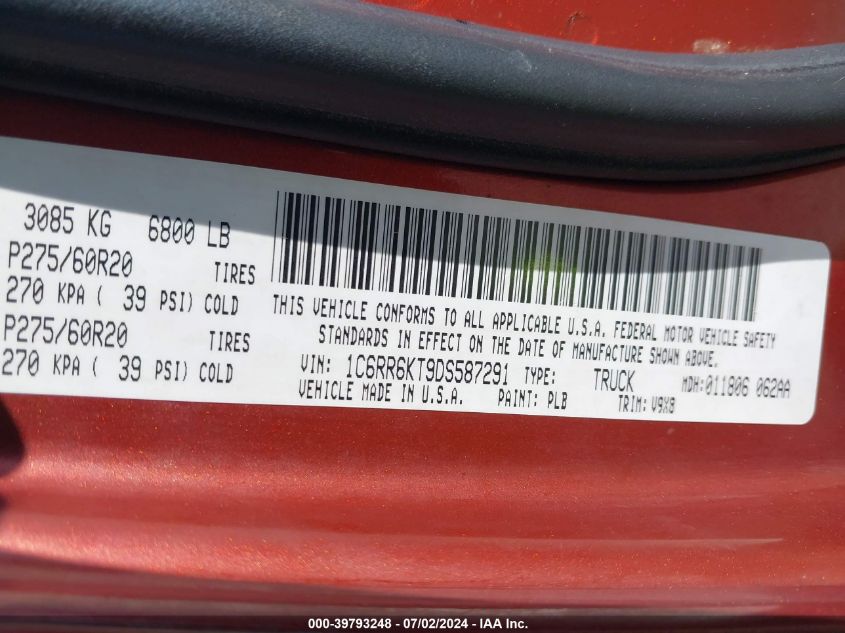 3085 KG 6800 LB
P275/60R20 TIRES
270 KPA ( 39 PSI) COLD
P275/60R20 TIRES
270 KPA ( 39 PSI) COLD
THIS VEHICLE CONFORMS TO ALL APPLICABLE U.S.A. FEDERAL MOTOR VEHICLE SAFETY
STANDARDS IN EFFECT ON THE DATE OF MANUFACTURE SHOWN ABOVE.
VIN: 1C6RR6KT9DS587291 TYPE: TRUCK MDH:011806 062AA
VEHICLE MADE IN U.S.A. PAINT: PLB TRIM: V9X8
000-39793248 - 07/02/2024 - IAA Inc.